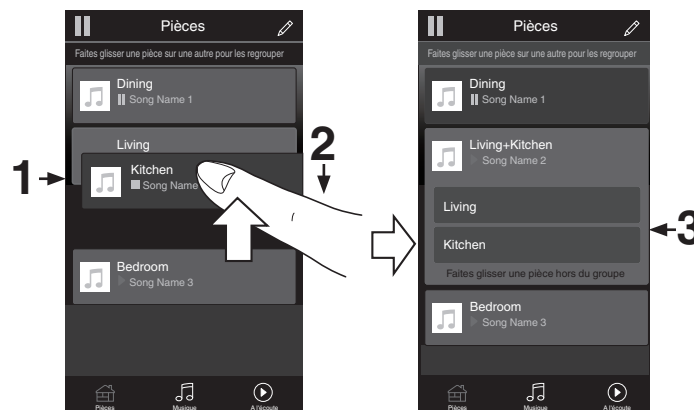 Pièces
Faites glisser une pièce sur une autre pour les regrouper
Dining
Song Name 1
Living
Kitchen
Song Name
1
2
Bedroom
Song Name 3
Pièces
Musique
A l'écoute
Pièces
Faites glisser une pièce sur une autre pour les regrouper
Dining
Song Name 1
Living+Kitchen
Song Name 2
Living
Kitchen
3
Faites glisser une pièce hors du groupe
Bedroom
Song Name 3
Pièces
Musique
A l'écoute